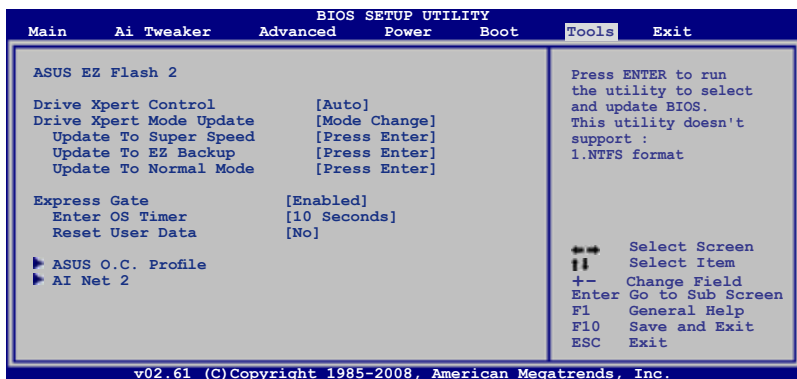 BIOS SETUP UTILITY
Main Ai Tweaker Advanced Power Boot Tools Exit
ASUS EZ Flash 2
Drive Xpert Control [Auto]
Drive Xpert Mode Update [Mode Change]
Update To Super Speed [Press Enter]
Update To EZ Backup [Press Enter]
Update To Normal Mode [Press Enter]
Express Gate [Enabled]
Enter OS Timer [10 Seconds]
Reset User Data [No]
ASUS O.C. Profile
AI Net 2
Press ENTER to run
the utility to select
and update BIOS.
This utility doesn't
support :
1.NTFS format
Select Screen
Select Item
+- Change Field
Enter Go to Sub Screen
F1 General Help
F10 Save and Exit
ESC Exit
v02.61 (C)Copyright 1985-2008, American Megatrends, Inc.